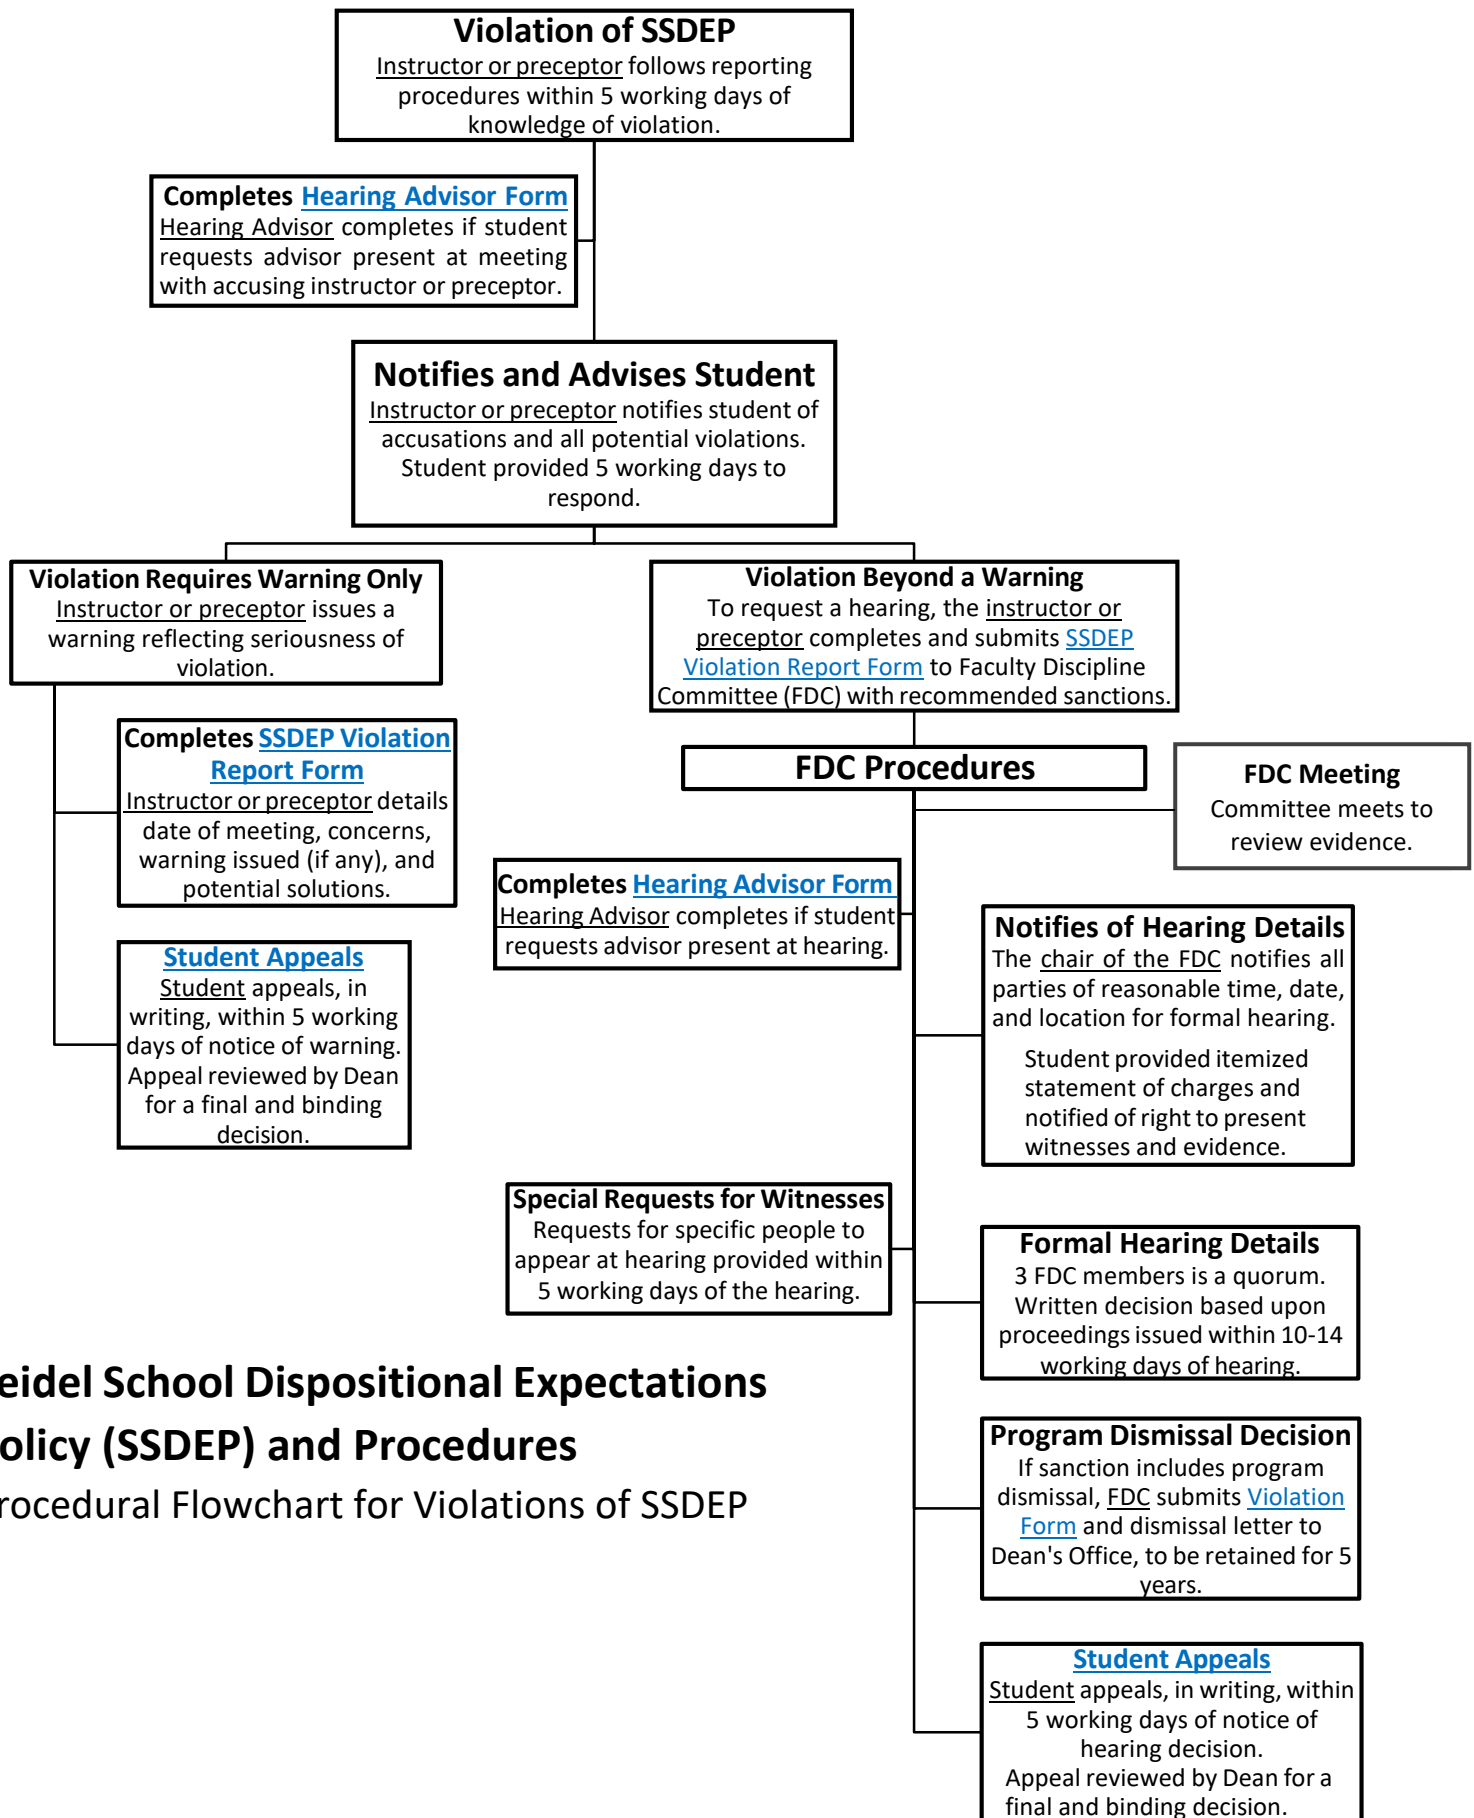 Violation of SSDEP
Instructor or preceptor follows reporting
procedures within 5 working days of
knowledge of violation.
Completes Hearing Advisor Form
Hearing Advisor completes if student
requests advisor present at meeting
with accusing instructor or preceptor.
Notifies and Advises Student
Instructor or preceptor notifies student of
accusations and all potential violations.
Student provided 5 working days to
respond.
Violation Requires Warning Only
Instructor or preceptor issues a
warning reflecting seriousness of
violation.
Completes SSDEP Violation
Report Form
Instructor or preceptor details
date of meeting, concerns,
warning issued (if any), and
potential solutions.
Student Appeals
Student appeals, in
writing, within 5 working
days of notice of warning.
Appeal reviewed by Dean
for a final and binding
decision.
Violation Beyond a Warning
To request a hearing, the instructor or
preceptor completes and submits SSDEP
Violation Report Form to Faculty Discipline
Committee (FDC) with recommended sanctions.
FDC Procedures
FDC Meeting
Committee meets to
review evidence.
Completes Hearing Advisor Form
Hearing Advisor completes if student
requests advisor present at hearing.
Notifies of Hearing Details
The chair of the FDC notifies all
parties of reasonable time, date,
and location for formal hearing.
Student provided itemized
statement of charges and
notified of right to present
witnesses and evidence.
Special Requests for Witnesses
Requests for specific people to
appear at hearing provided within
5 working days of the hearing.
Formal Hearing Details
3 FDC members is a quorum.
Written decision based upon
proceedings issued within 10-14
working days of hearing.
Program Dismissal Decision
If sanction includes program
dismissal, FDC submits Violation
Form and dismissal letter to
Dean's Office, to be retained for 5
years.
Student Appeals
Student appeals, in writing, within
5 working days of notice of
hearing decision.
Appeal reviewed by Dean for a
final and binding decision.
eidel School Dispositional Expectations
olicy (SSDEP) and Procedures
rocedural Flowchart for Violations of SSDEP